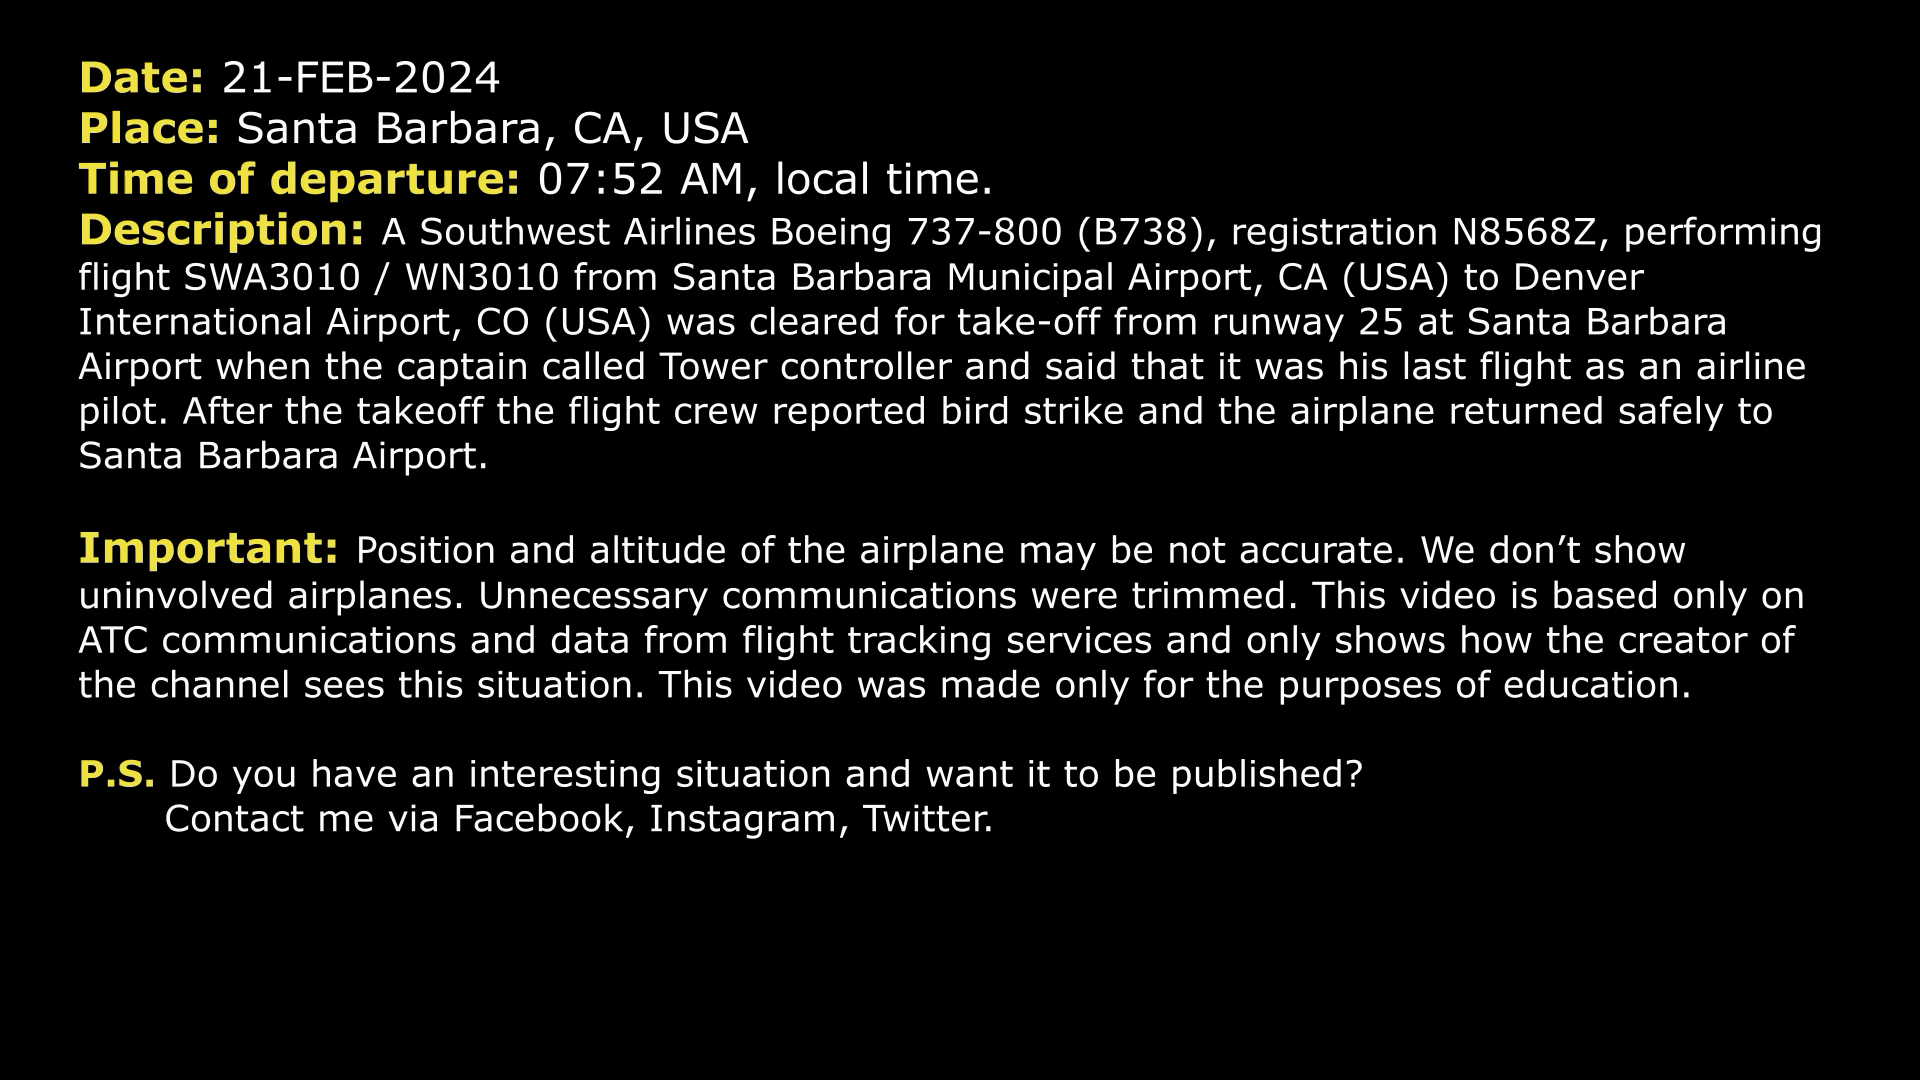 Date: 21-FEB-2024
Place: Santa Barbara, CA, USA
Time of departure: 07:52 AM, local time.
Description: A Southwest Airlines Boeing 737-800 (B738), registration N8568Z, performing
flight SWA3010 / WN3010 from Santa Barbara Municipal Airport, CA (USA) to Denver
International Airport, CO (USA) was cleared for take-off from runway 25 at Santa Barbara
Airport when the captain called Tower controller and said that it was his last flight as an airline
pilot. After the takeoff the flight crew reported bird strike and the airplane returned safely to
Santa Barbara Airport.
Important: Position and altitude of the airplane may be not accurate. We don’t show
uninvolved airplanes. Unnecessary communications were trimmed. This video is based only on
ATC communications and data from flight tracking services and only shows how the creator of
the channel sees this situation. This video was made only for the purposes of education.
P.S. Do you have an interesting situation and want it to be published?
Contact me via Facebook, Instagram, Twitter.